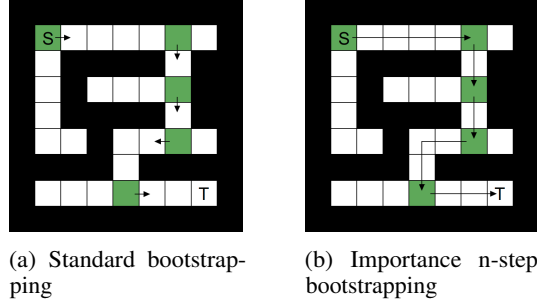 S
T
S
T
(a) Standard bootstrap-
ping
(b) Importance n-step
bootstrapping